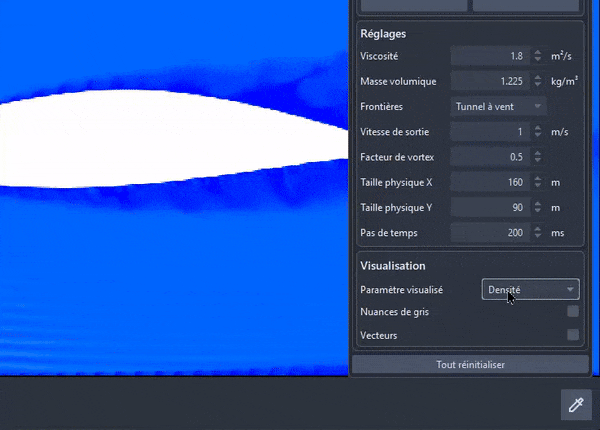 Réglages
Viscosité 1.8 m²/s
Masse volumique 1.225 kg/m³
Frontières Tunnel à vent
Vitesse de sortie 1 m/s
Facteur de vortex 0.5
Taille physique X 160 m
Taille physique Y 90 m
Pas de temps 200 ms
Visualisation
Paramètre visualisé Densité
Nuances de gris
Vecteurs
Tout réinitialiser